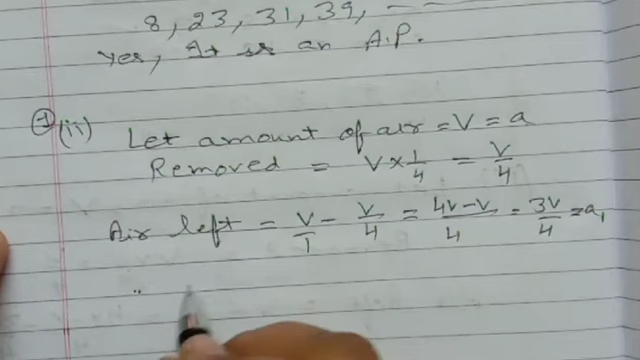 8, 23, 31, 39, - -
Yes, It is an A.P.
① (ii) Let amount of air = V = a
Removed = V × 1/4 = V/4
Air left = V/1 - V/4 = 4V-V/4 = 3V/4 = a₁
..